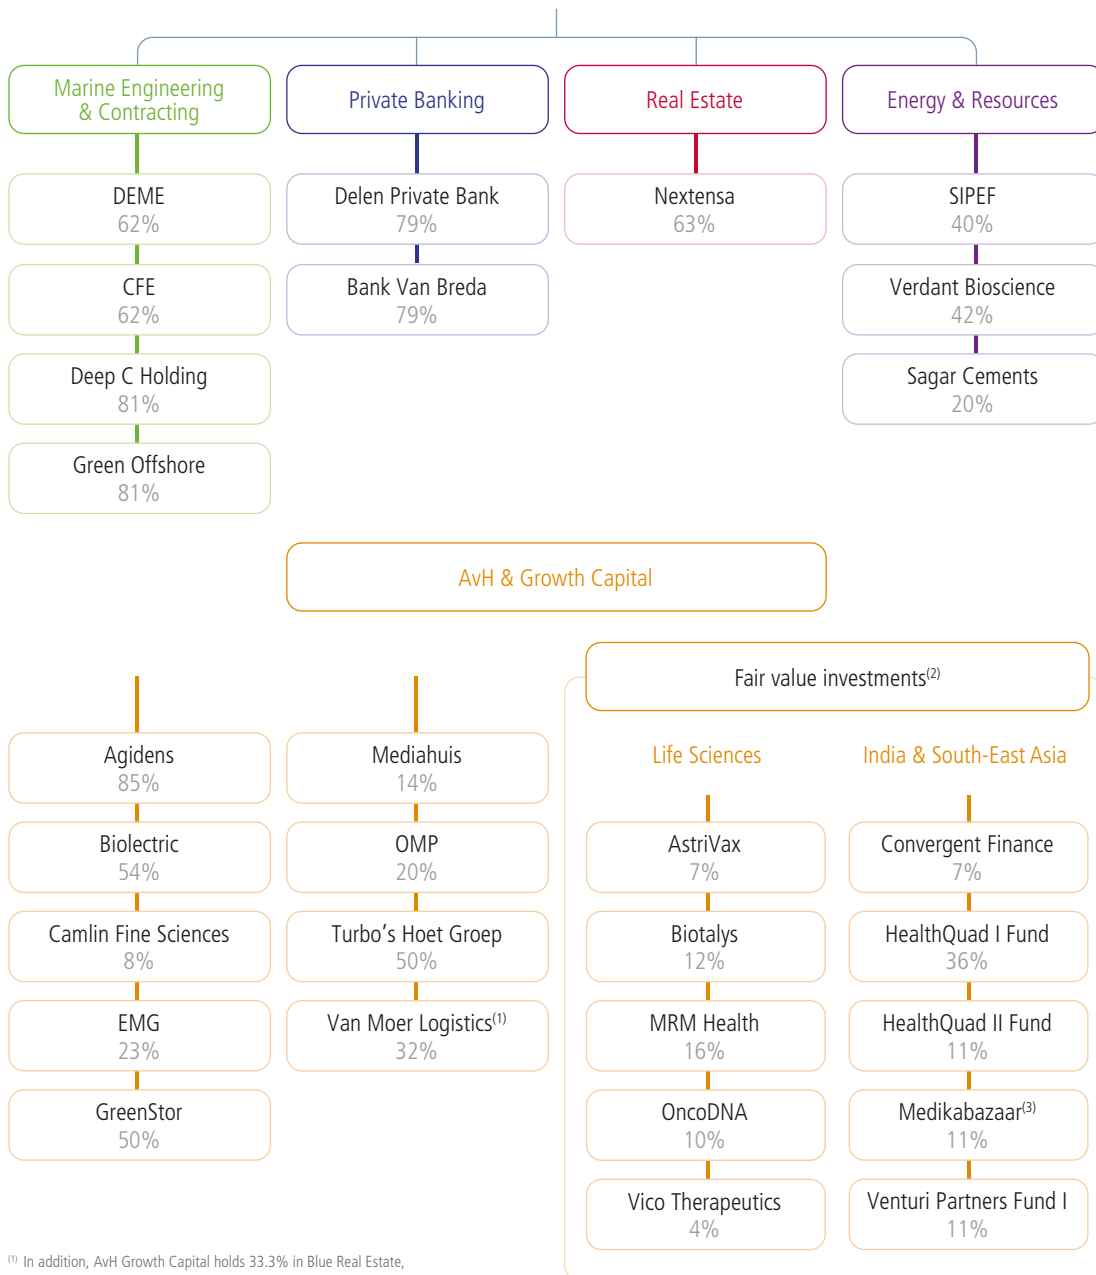 Marine Engineering
& Contracting
Private Banking
Real Estate
Energy & Resources
DEME
62%
CFE
62%
Deep C Holding
81%
Green Offshore
81%
Delen Private Bank
79%
Bank Van Breda
79%
Nextensa
63%
SIPEF
40%
Verdant Bioscience
42%
Sagar Cements
20%
AvH & Growth Capital
Agidens
85%
Biolectric
54%
Camlin Fine Sciences
8%
EMG
23%
GreenStor
50%
Mediahuis
14%
OMP
20%
Turbo’s Hoet Groep
50%
Van Moer Logistics(1)
32%
Fair value investments(2)
Life Sciences
AstriVax
7%
Biotalys
12%
MRM Health
16%
OncoDNA
10%
Vico Therapeutics
4%
India & South-East Asia
Convergent Finance
7%
HealthQuad I Fund
36%
HealthQuad II Fund
11%
Medikabazaar(3)
11%
Venturi Partners Fund I
11%
(1) In addition, AvH Growth Capital holds 33.3% in Blue Real Estate,